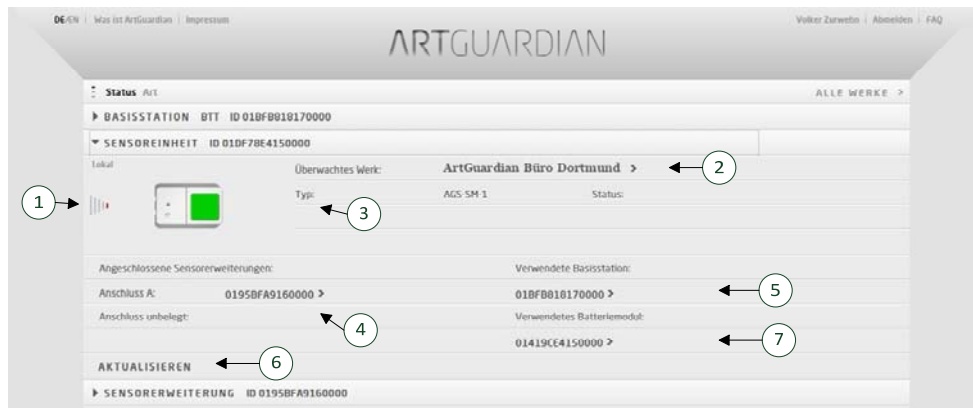 DE/EN | Was ist ArtGuardian | Impressum
Volker Zurwehn | Abmelden | FAQ
ARTGUARDIAN
Status Art
ALLE WERKE >
BASISSTATION BTT ID 01BFB818170000
SENSOREINHEIT ID 01DF78E4150000
Lokal
Überwachtes Werk: ArtGuardian Büro Dortmund >
2
1
Typ: AGS SM-1 Status:
3
Angeschlossene Sensorerweiterungen: Verwendete Basisstation:
Anschluss A: 0195BFA9160000 > 01BFB818170000 >
5
Anschluss unbelegt: Verwendetes Batteriemodul:
4
7
01419CE4150000 >
AKTUALISIEREN
6
SENSORERWEITERUNG ID 0195BFA9160000